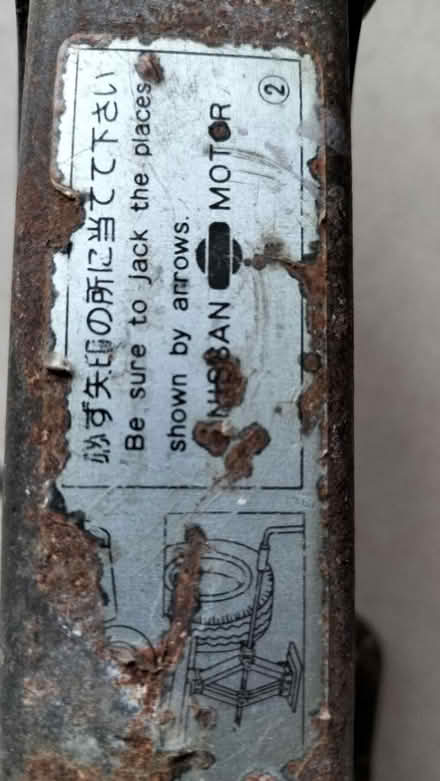 必ず矢印の所に当てて下さい
Be sure to jack the places
shown by arrows.
NISSAN MOTOR
②